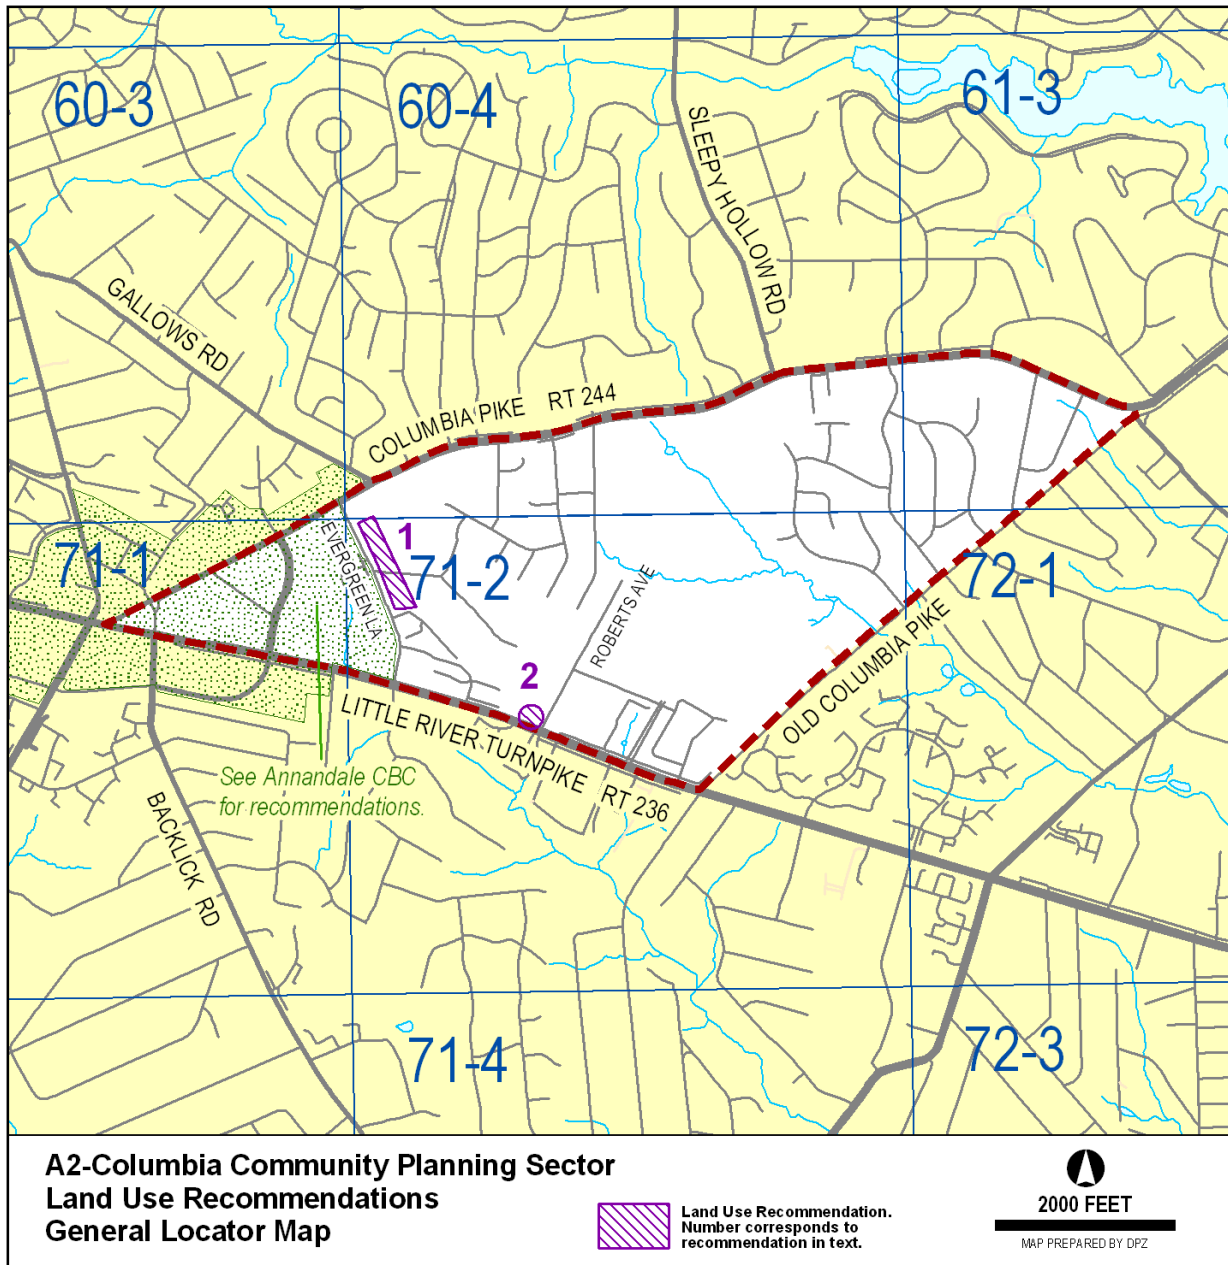 60-3
60-4
61-3
SLEEPY HOLLOW RD
GALLOWS RD
COLUMBIA PIKE RT 244
EVERGREEN LA
1
71-1
71-2
72-1
ROBERTS AVE
2
OLD COLUMBIA PIKE
LITTLE RIVER TURNPIKE RT 236
See Annandale CBC
for recommendations.
BACKLICK RD
71-4
72-3
A2-Columbia Community Planning Sector
Land Use Recommendations
General Locator Map
Land Use Recommendation.
Number corresponds to
recommendation in text.
2000 FEET
MAP PREPARED BY DPZ